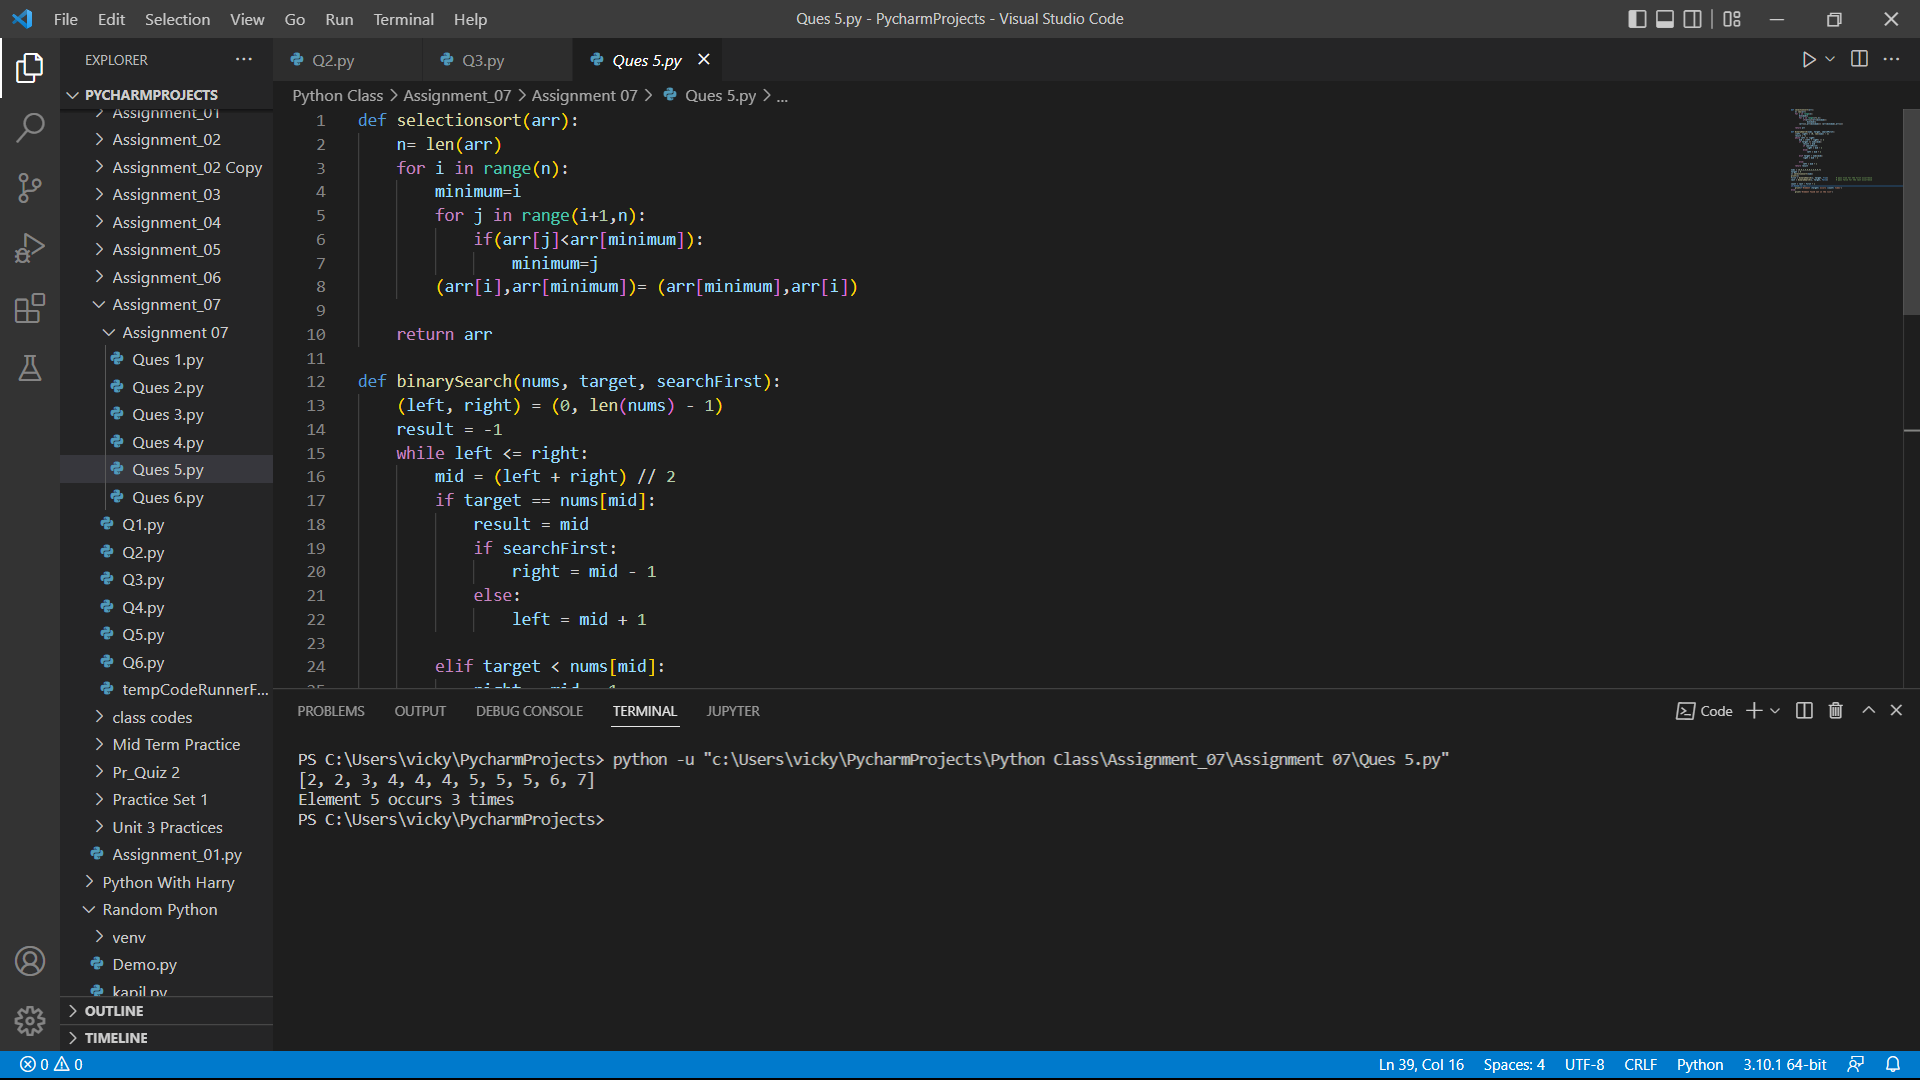 File Edit Selection View Go Run Terminal Help
Ques 5.py - PycharmProjects - Visual Studio Code
EXPLORER
PYCHARMPROJECTS
Assignment_01
Assignment_02
Assignment_02 Copy
Assignment_03
Assignment_04
Assignment_05
Assignment_06
Assignment_07
Assignment 07
Ques 1.py
Ques 2.py
Ques 3.py
Ques 4.py
Ques 5.py
Ques 6.py
Q1.py
Q2.py
Q3.py
Q4.py
Q5.py
Q6.py
tempCodeRunnerF...
class codes
Mid Term Practice
Pr_Quiz 2
Practice Set 1
Unit 3 Practices
Assignment_01.py
Python With Harry
Random Python
venv
Demo.py
kapil.py
OUTLINE
TIMELINE
Q2.py Q3.py Ques 5.py
Python Class > Assignment_07 > Assignment 07 > Ques 5.py > ...
1 def selectionsort(arr):
2 n= len(arr)
3 for i in range(n):
4 minimum=i
5 for j in range(i+1,n):
6 if(arr[j]<arr[minimum]):
7 minimum=j
8 (arr[i],arr[minimum])= (arr[minimum],arr[i])
9
10 return arr
11
12 def binarySearch(nums, target, searchFirst):
13 (left, right) = (0, len(nums) - 1)
14 result = -1
15 while left <= right:
16 mid = (left + right) // 2
17 if target == nums[mid]:
18 result = mid
19 if searchFirst:
20 right = mid - 1
21 else:
22 left = mid + 1
23
24 elif target < nums[mid]:
25 right = mid - 1
PROBLEMS OUTPUT DEBUG CONSOLE TERMINAL JUPYTER
Code
PS C:\Users\vicky\PycharmProjects> python -u "c:\Users\vicky\PycharmProjects\Python Class\Assignment_07\Assignment 07\Ques 5.py"
[2, 2, 3, 4, 4, 4, 5, 5, 5, 6, 7]
Element 5 occurs 3 times
PS C:\Users\vicky\PycharmProjects>
0 0
Ln 39, Col 16 Spaces: 4 UTF-8 CRLF Python 3.10.1 64-bit